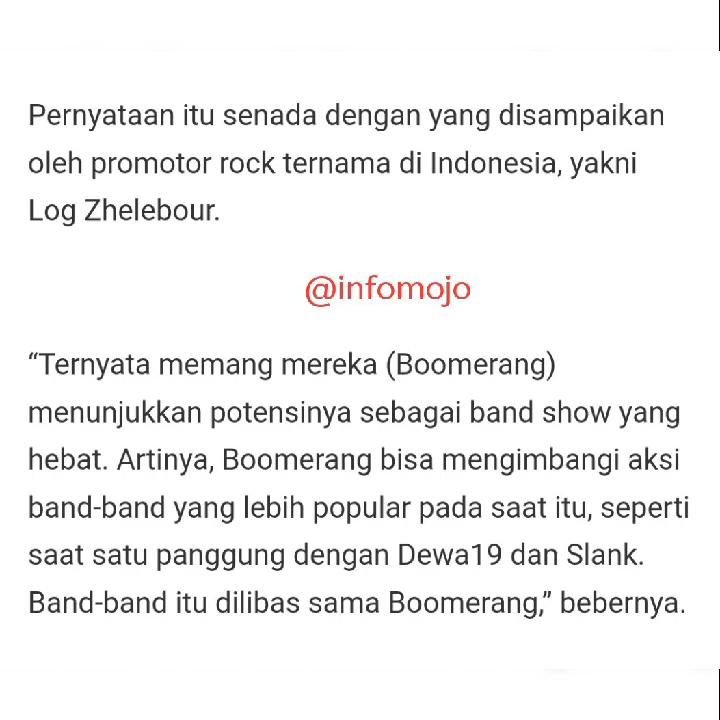 Pernyataan itu senada dengan yang disampaikan
oleh promotor rock ternama di Indonesia, yakni
Log Zhelebour.
@infomojo
“Ternyata memang mereka (Boomerang)
menunjukkan potensinya sebagai band show yang
hebat. Artinya, Boomerang bisa mengimbangi aksi
band-band yang lebih popular pada saat itu, seperti
saat satu panggung dengan Dewa19 dan Slank.
Band-band itu dilibas sama Boomerang,” bebernya.